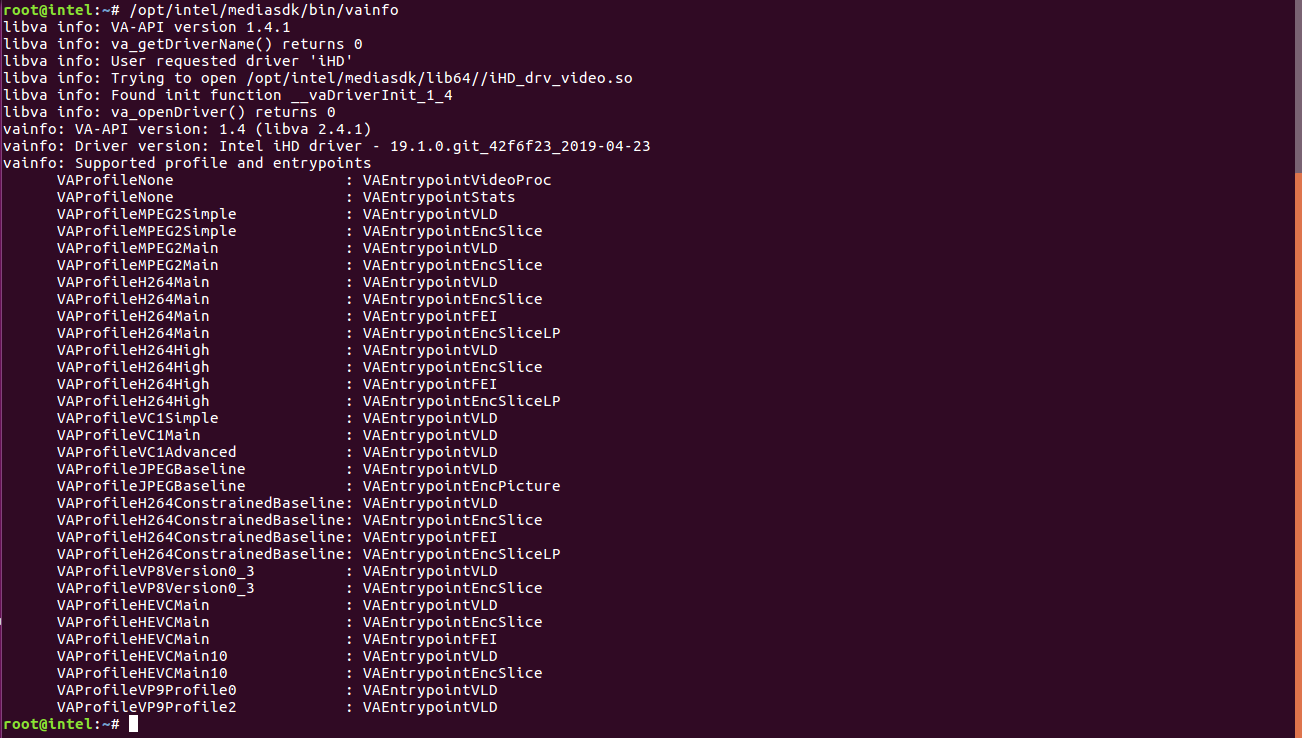 root@intel:~# /opt/intel/mediasdk/bin/vainfo
libva info: VA-API version 1.4.1
libva info: va_getDriverName() returns 0
libva info: User requested driver 'iHD'
libva info: Trying to open /opt/intel/mediasdk/lib64//iHD_drv_video.so
libva info: Found init function __vaDriverInit_1_4
libva info: va_openDriver() returns 0
vainfo: VA-API version: 1.4 (libva 2.4.1)
vainfo: Driver version: Intel iHD driver - 19.1.0.git_42f6f23_2019-04-23
vainfo: Supported profile and entrypoints
      VAProfileNone                   : VAEntrypointVideoProc
      VAProfileNone                   : VAEntrypointStats
      VAProfileMPEG2Simple            : VAEntrypointVLD
      VAProfileMPEG2Simple            : VAEntrypointEncSlice
      VAProfileMPEG2Main              : VAEntrypointVLD
      VAProfileMPEG2Main              : VAEntrypointEncSlice
      VAProfileH264Main               : VAEntrypointVLD
      VAProfileH264Main               : VAEntrypointEncSlice
      VAProfileH264Main               : VAEntrypointFEI
      VAProfileH264Main               : VAEntrypointEncSliceLP
      VAProfileH264High               : VAEntrypointVLD
      VAProfileH264High               : VAEntrypointEncSlice
      VAProfileH264High               : VAEntrypointFEI
      VAProfileH264High               : VAEntrypointEncSliceLP
      VAProfileVC1Simple              : VAEntrypointVLD
      VAProfileVC1Main                : VAEntrypointVLD
      VAProfileVC1Advanced            : VAEntrypointVLD
      VAProfileJPEGBaseline           : VAEntrypointVLD
      VAProfileJPEGBaseline           : VAEntrypointEncPicture
      VAProfileH264ConstrainedBaseline: VAEntrypointVLD
      VAProfileH264ConstrainedBaseline: VAEntrypointEncSlice
      VAProfileH264ConstrainedBaseline: VAEntrypointFEI
      VAProfileH264ConstrainedBaseline: VAEntrypointEncSliceLP
      VAProfileVP8Version0_3          : VAEntrypointVLD
      VAProfileVP8Version0_3          : VAEntrypointEncSlice
      VAProfileHEVCMain               : VAEntrypointVLD
      VAProfileHEVCMain               : VAEntrypointEncSlice
      VAProfileHEVCMain               : VAEntrypointFEI
      VAProfileHEVCMain10             : VAEntrypointVLD
      VAProfileHEVCMain10             : VAEntrypointEncSlice
      VAProfileVP9Profile0            : VAEntrypointVLD
      VAProfileVP9Profile2            : VAEntrypointVLD
root@intel:~#